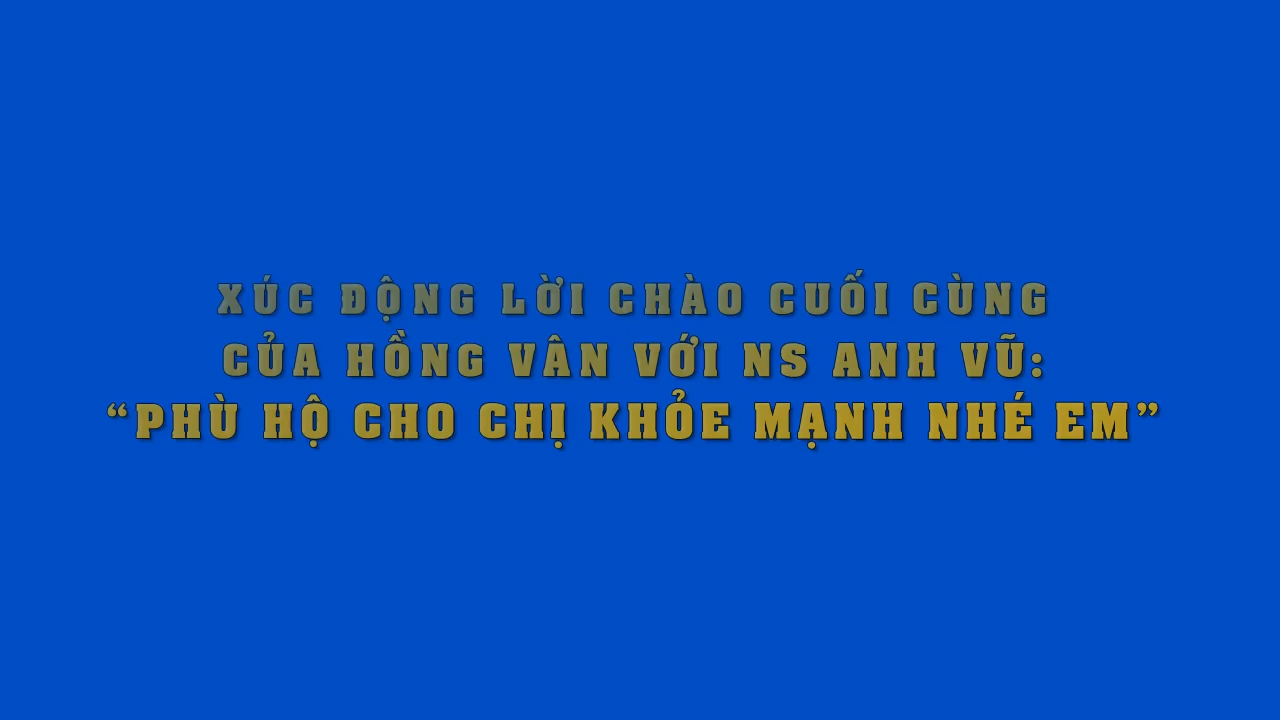 XÚC ĐỘNG LỜI CHÀO CUỐI CÙNG
CỦA HỒNG VÂN VỚI NS ANH VŨ:
“PHÙ HỘ CHO CHỊ KHỎE MẠNH NHÉ EM”